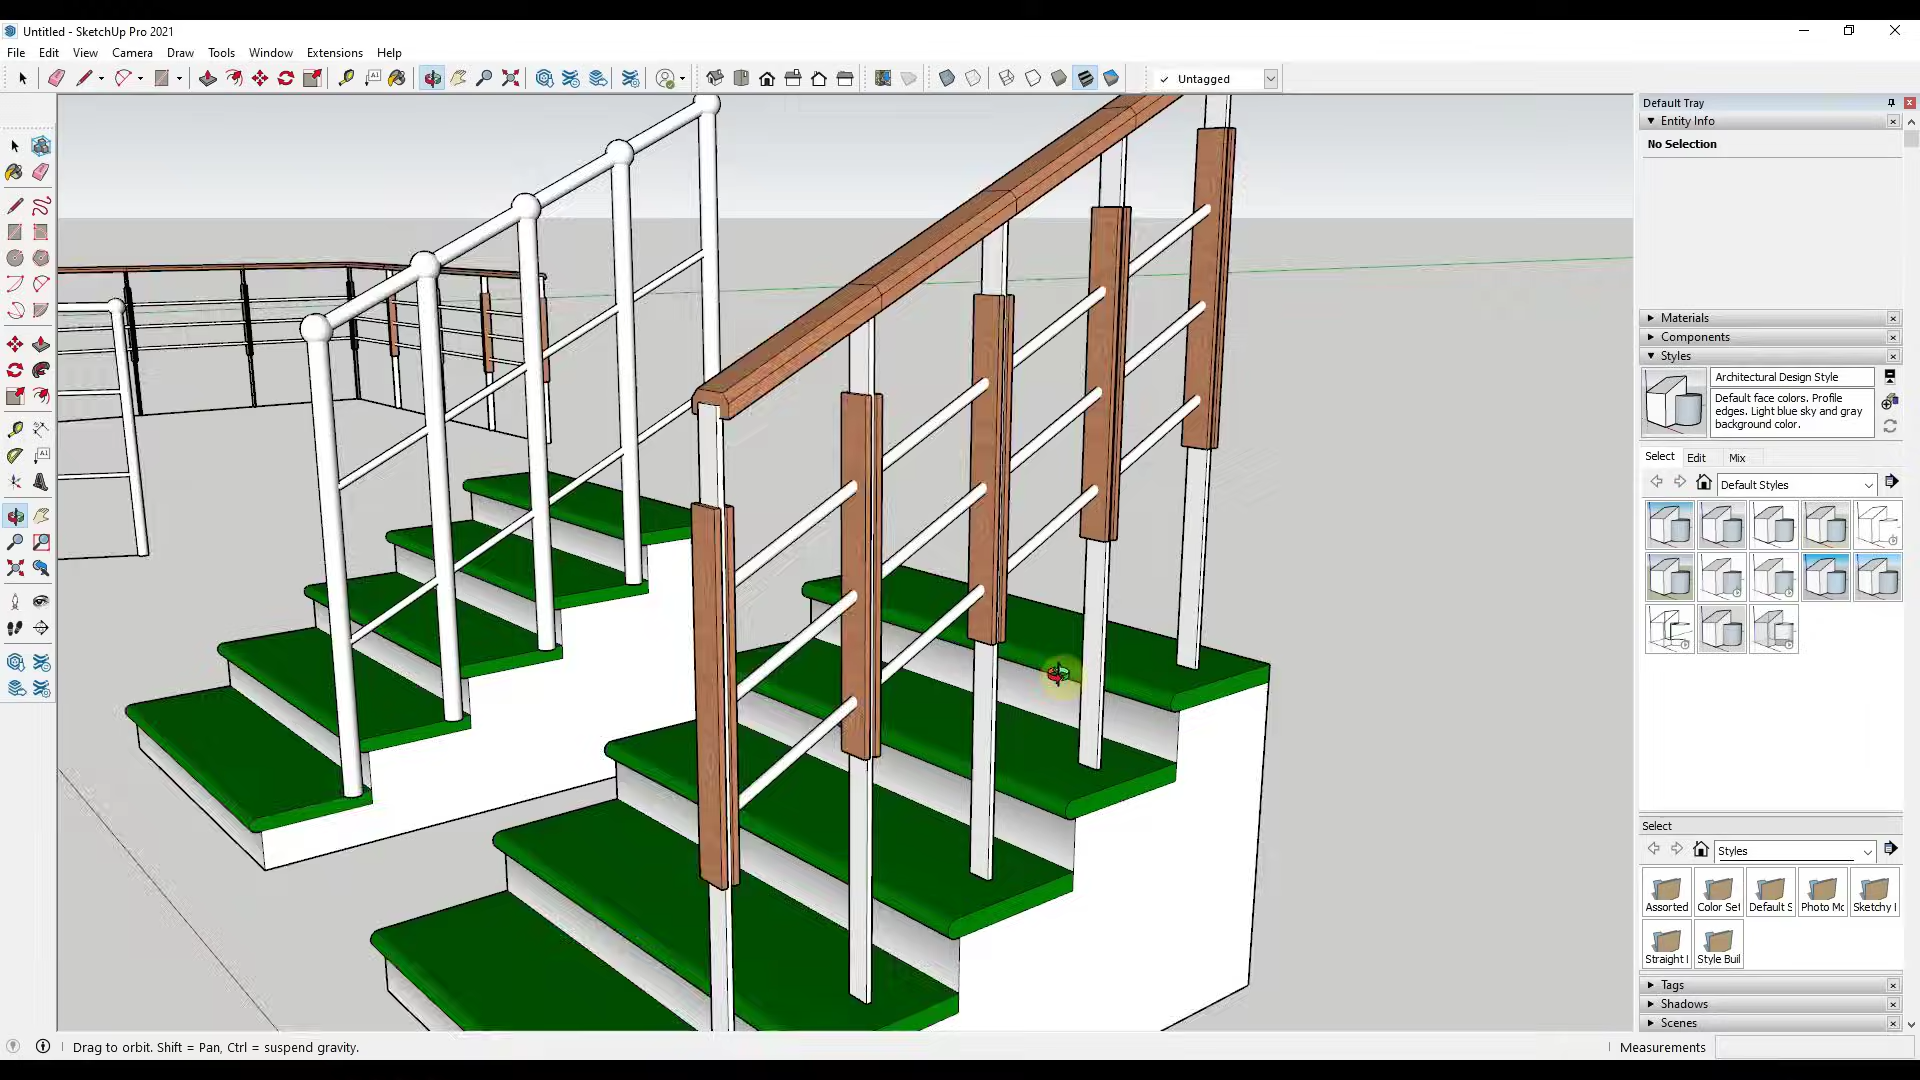 Untitled - SketchUp Pro 2021
File Edit View Camera Draw Tools Window Extensions Help
Untagged
Default Tray
Entity Info
No Selection
Materials
Components
Styles
Architectural Design Style
Default face colors. Profile
edges. Light blue sky and gray
background color.
Select Edit Mix
Default Styles
Select
Styles
Assorted Color Set Default S Photo Mo Sketchy I
Straight I Style Buil
Tags
Shadows
Scenes
Drag to orbit. Shift = Pan, Ctrl = suspend gravity.
Measurements